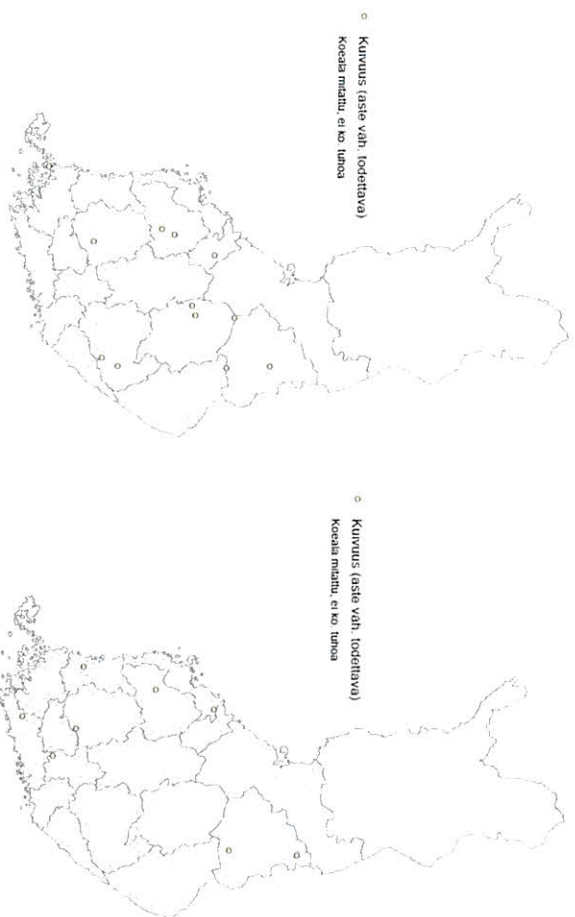 Kuivuus (aste väh. todettava)
Koeala mitattu, ei ko. tuhoa
Kuivuus (aste väh. todettava)
Koeala mitattu, ei ko. tuhoa